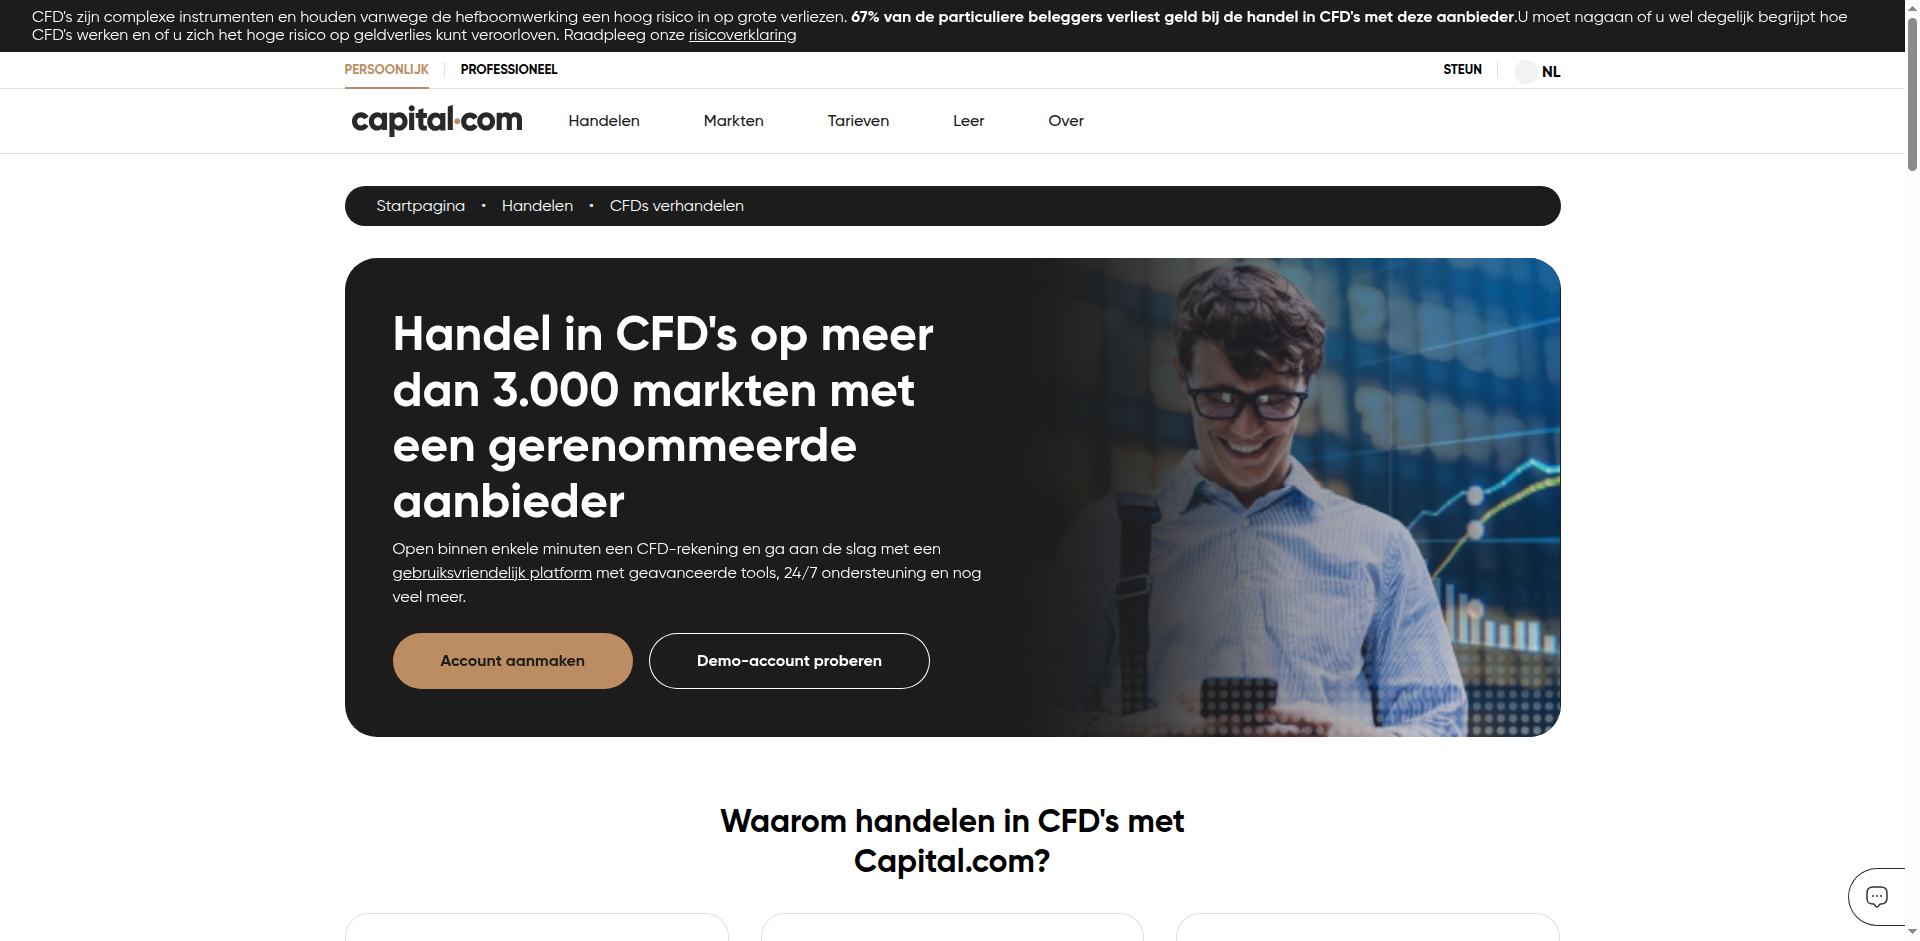 CFD's zijn complexe instrumenten en houden vanwege de hefboomwerking een hoog risico in op grote verliezen. 67% van de particuliere beleggers verliest geld bij de handel in CFD's met deze aanbieder.U moet nagaan of u wel degelijk begrijpt hoe
CFD's werken en of u zich het hoge risico op geldverlies kunt veroorloven. Raadpleeg onze risicoverklaring
PERSOONLIJK PROFESSIONEEL STEUN NL
capital.com Handelen Markten Tarieven Leer Over
Startpagina • Handelen • CFDs verhandelen
Handel in CFD's op meer
dan 3.000 markten met
een gerenommeerde
aanbieder
Open binnen enkele minuten een CFD-rekening en ga aan de slag met een
gebruiksvriendelijk platform met geavanceerde tools, 24/7 ondersteuning en nog
veel meer.
Account aanmaken Demo-account proberen
Waarom handelen in CFD's met
Capital.com?